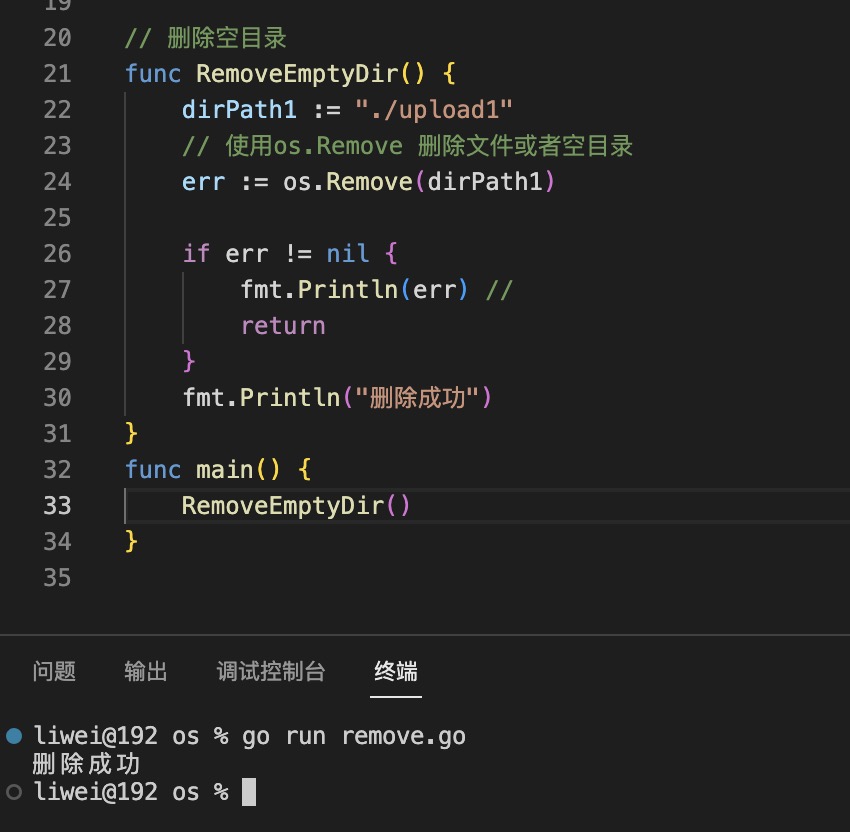 19
20 // 删除空目录
21 func RemoveEmptyDir() {
22 dirPath1 := "./upload1"
23 // 使用os.Remove 删除文件或者空目录
24 err := os.Remove(dirPath1)
25
26 if err != nil {
27 fmt.Println(err) //
28 return
29 }
30 fmt.Println("删除成功")
31 }
32 func main() {
33 RemoveEmptyDir()
34 }
35
问题 输出 调试控制台 终端
liwei@192 os % go run remove.go
删除成功
liwei@192 os %